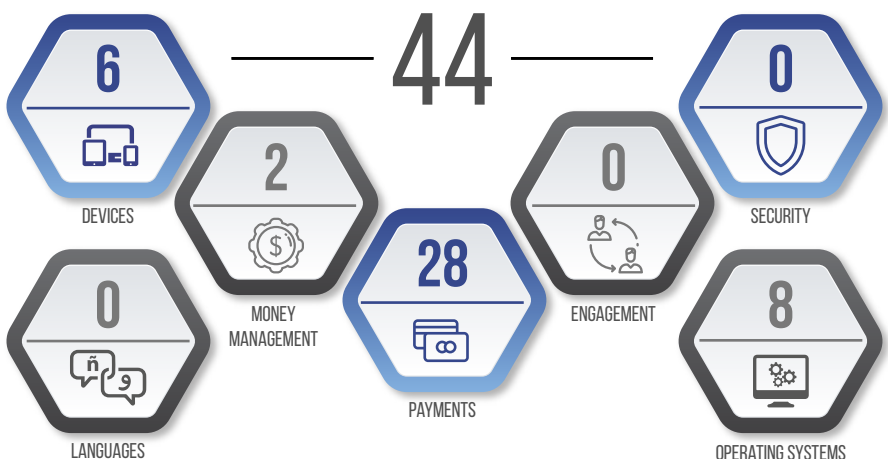 44
6
DEVICES
2
MONEY
MANAGEMENT
28
PAYMENTS
0
ENGAGEMENT
0
SECURITY
0
ñ
و
LANGUAGES
8
OPERATING SYSTEMS
$